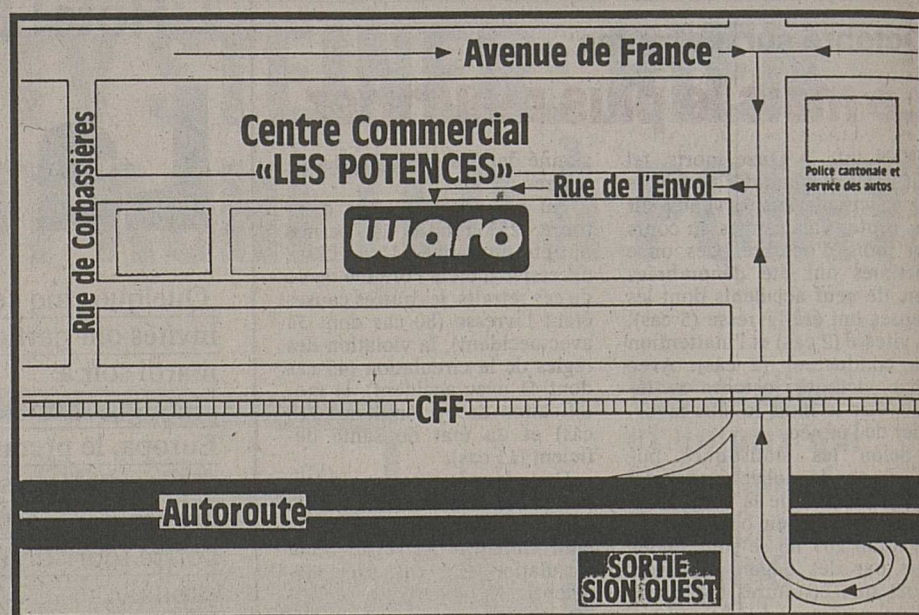 Avenue de France
Rue de Corbassières
Centre Commercial
«LES POTENCES»
Police cantonale et
service des autos
Rue de l'Envol
waro
CFF
Autoroute
SORTIE
SION OUEST